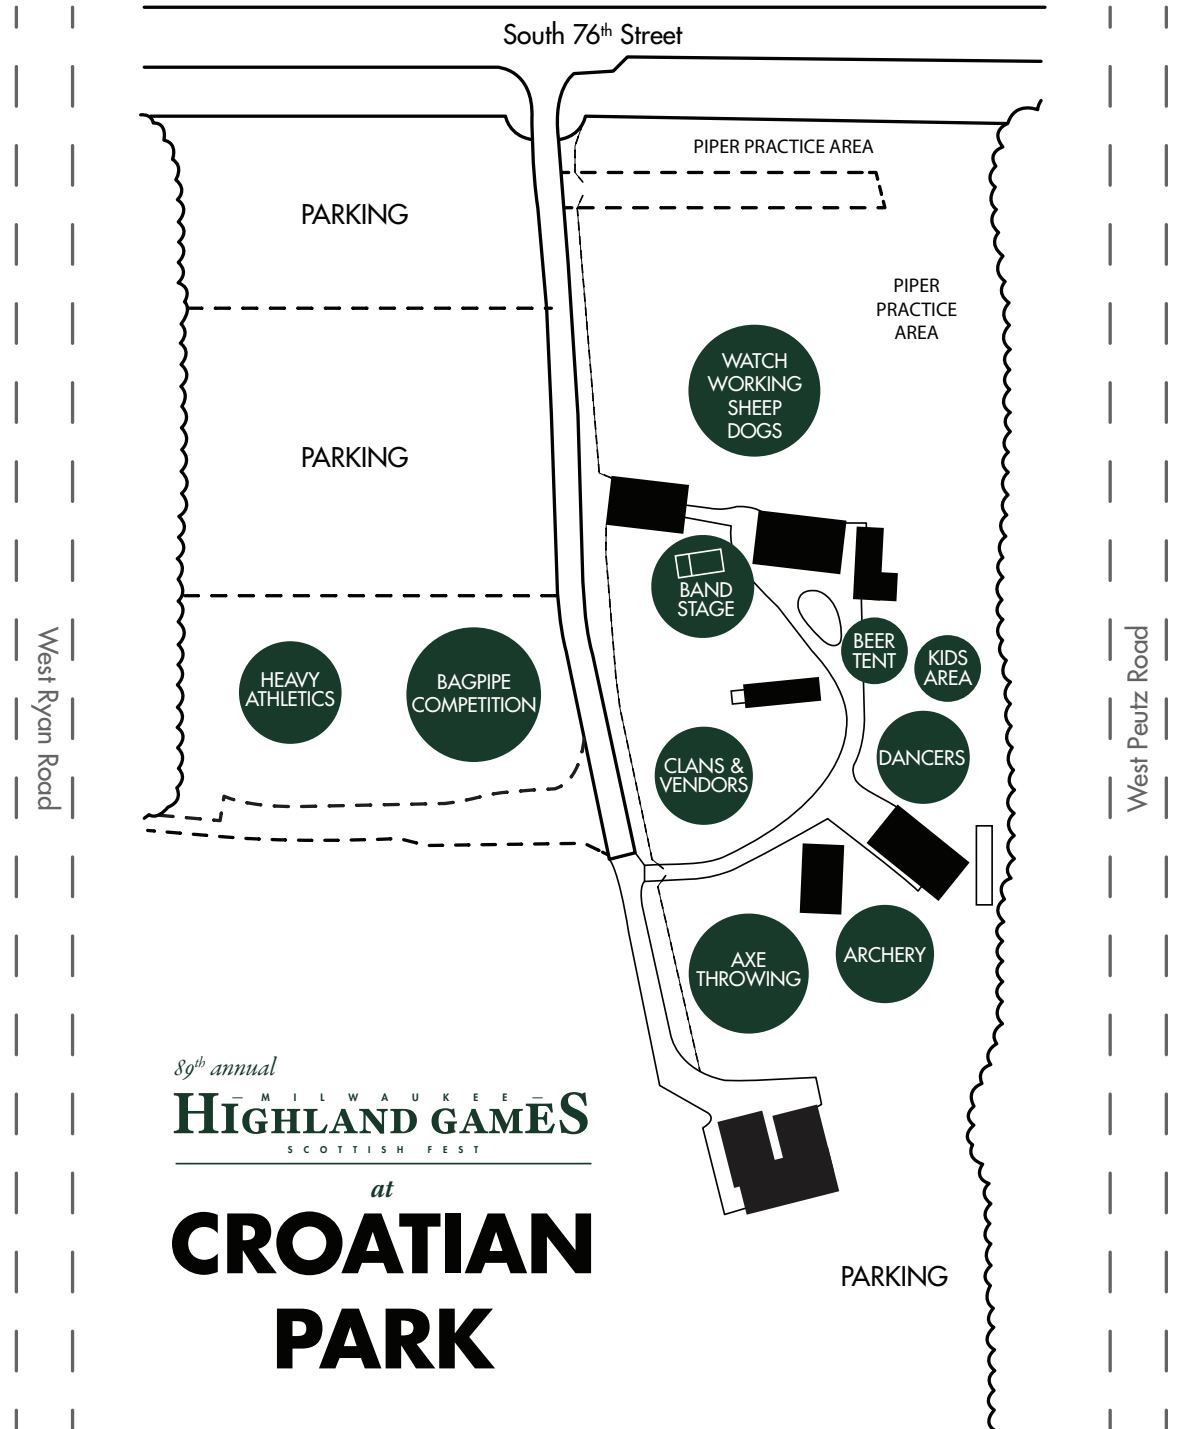 South 76th Street
PIPER PRACTICE AREA
PARKING
PIPER
PRACTICE
AREA
WATCH
WORKING
SHEEP
DOGS
PARKING
BAND
STAGE
BEER
TENT
KIDS
AREA
HEAVY
ATHLETICS
BAGPIPE
COMPETITION
West Ryan Road
West Peutz Road
DANCERS
CLANS &
VENDORS
AXE
THROWING
ARCHERY
89th annual
MILWAUKEE
HIGHLAND GAMES
SCOTTISH FEST
at
CROATIAN
PARK
PARKING